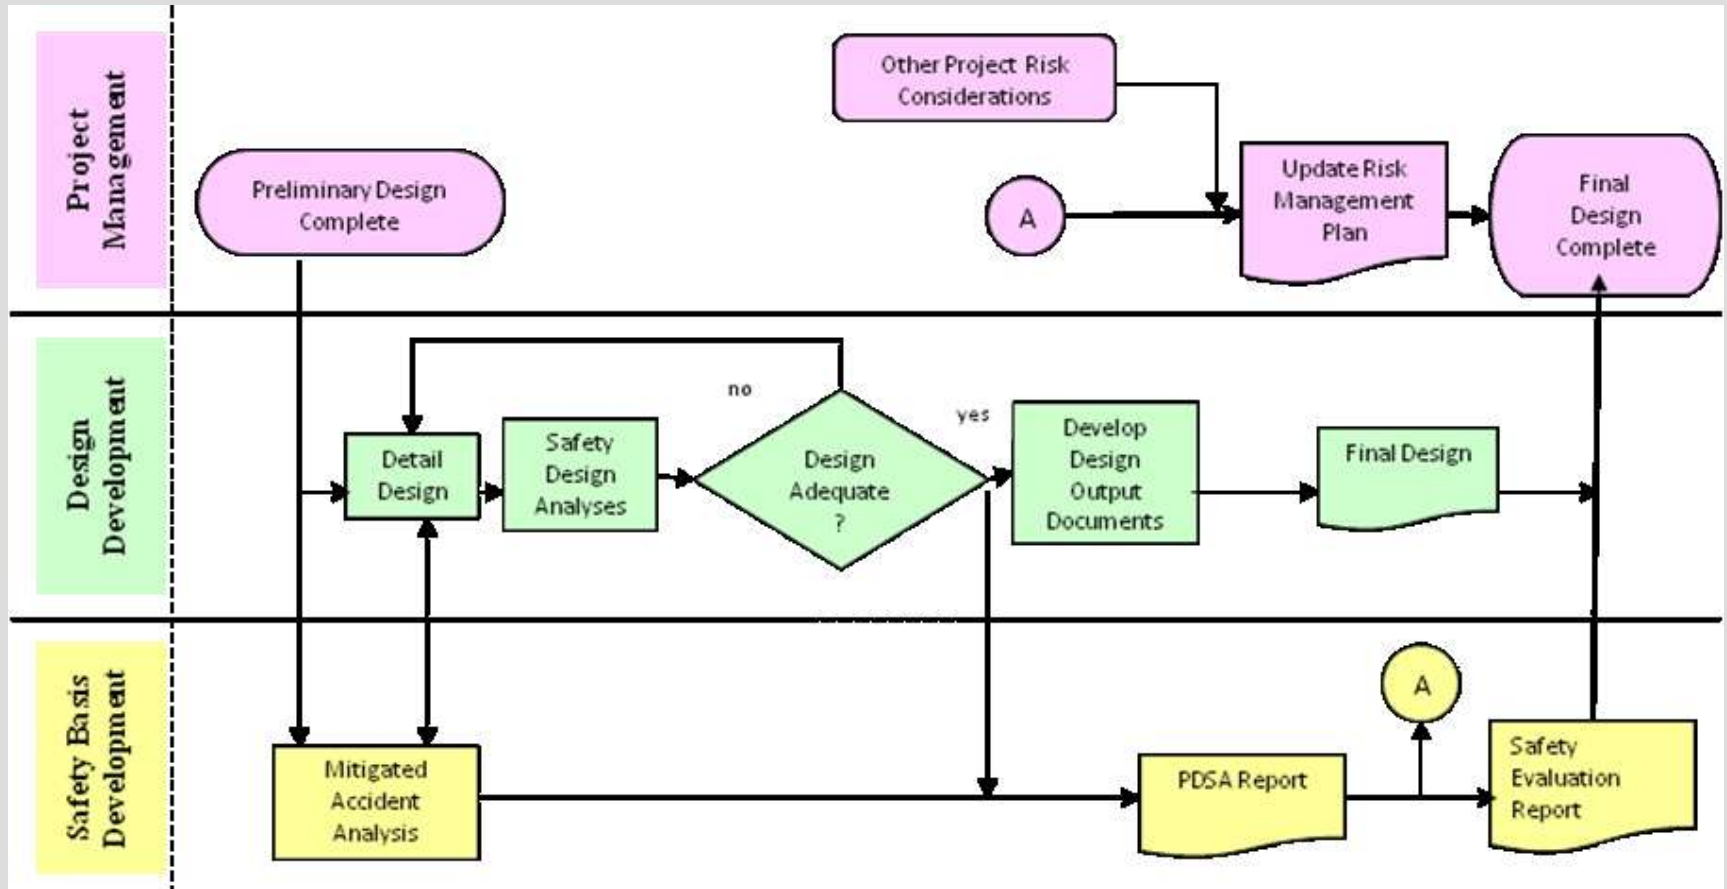 Project
Management
Preliminary Design
Complete
Other Project Risk
Considerations
A
Update Risk
Management
Plan
Final
Design
Complete
Design
Development
Detail
Design
Safety
Design
Analyses
no
Design
Adequate
?
yes
Develop
Design
Output
Documents
Final Design
Safety Basis
Development
Mitigated
Accident
Analysis
PDSA Report
A
Safety
Evaluation
Report